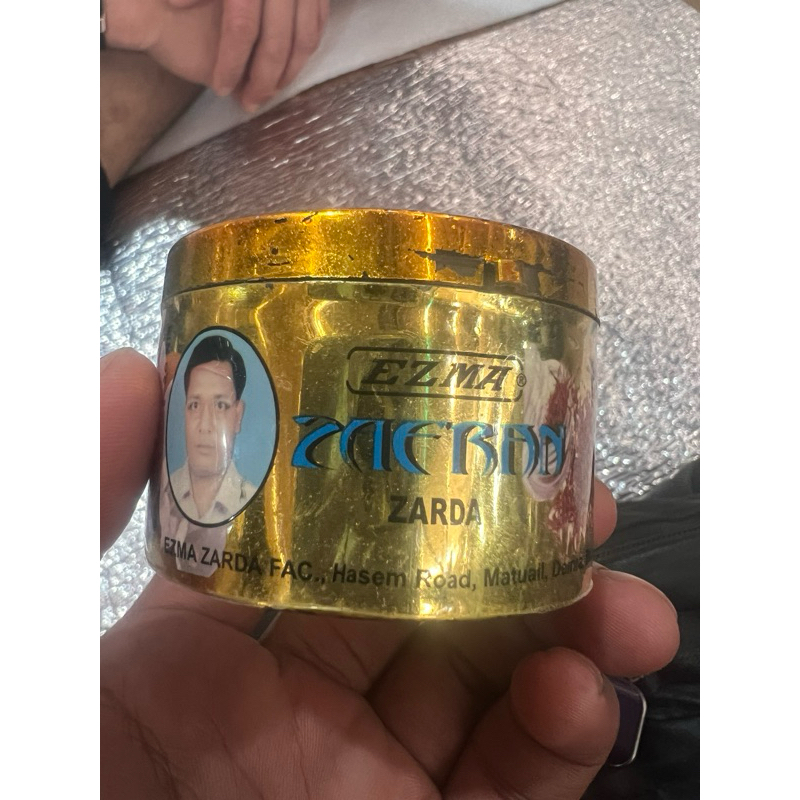 EZMA®
ZAFRAN
ZARDA
EZMA ZARDA FAC., Hasem Road, Matuail,